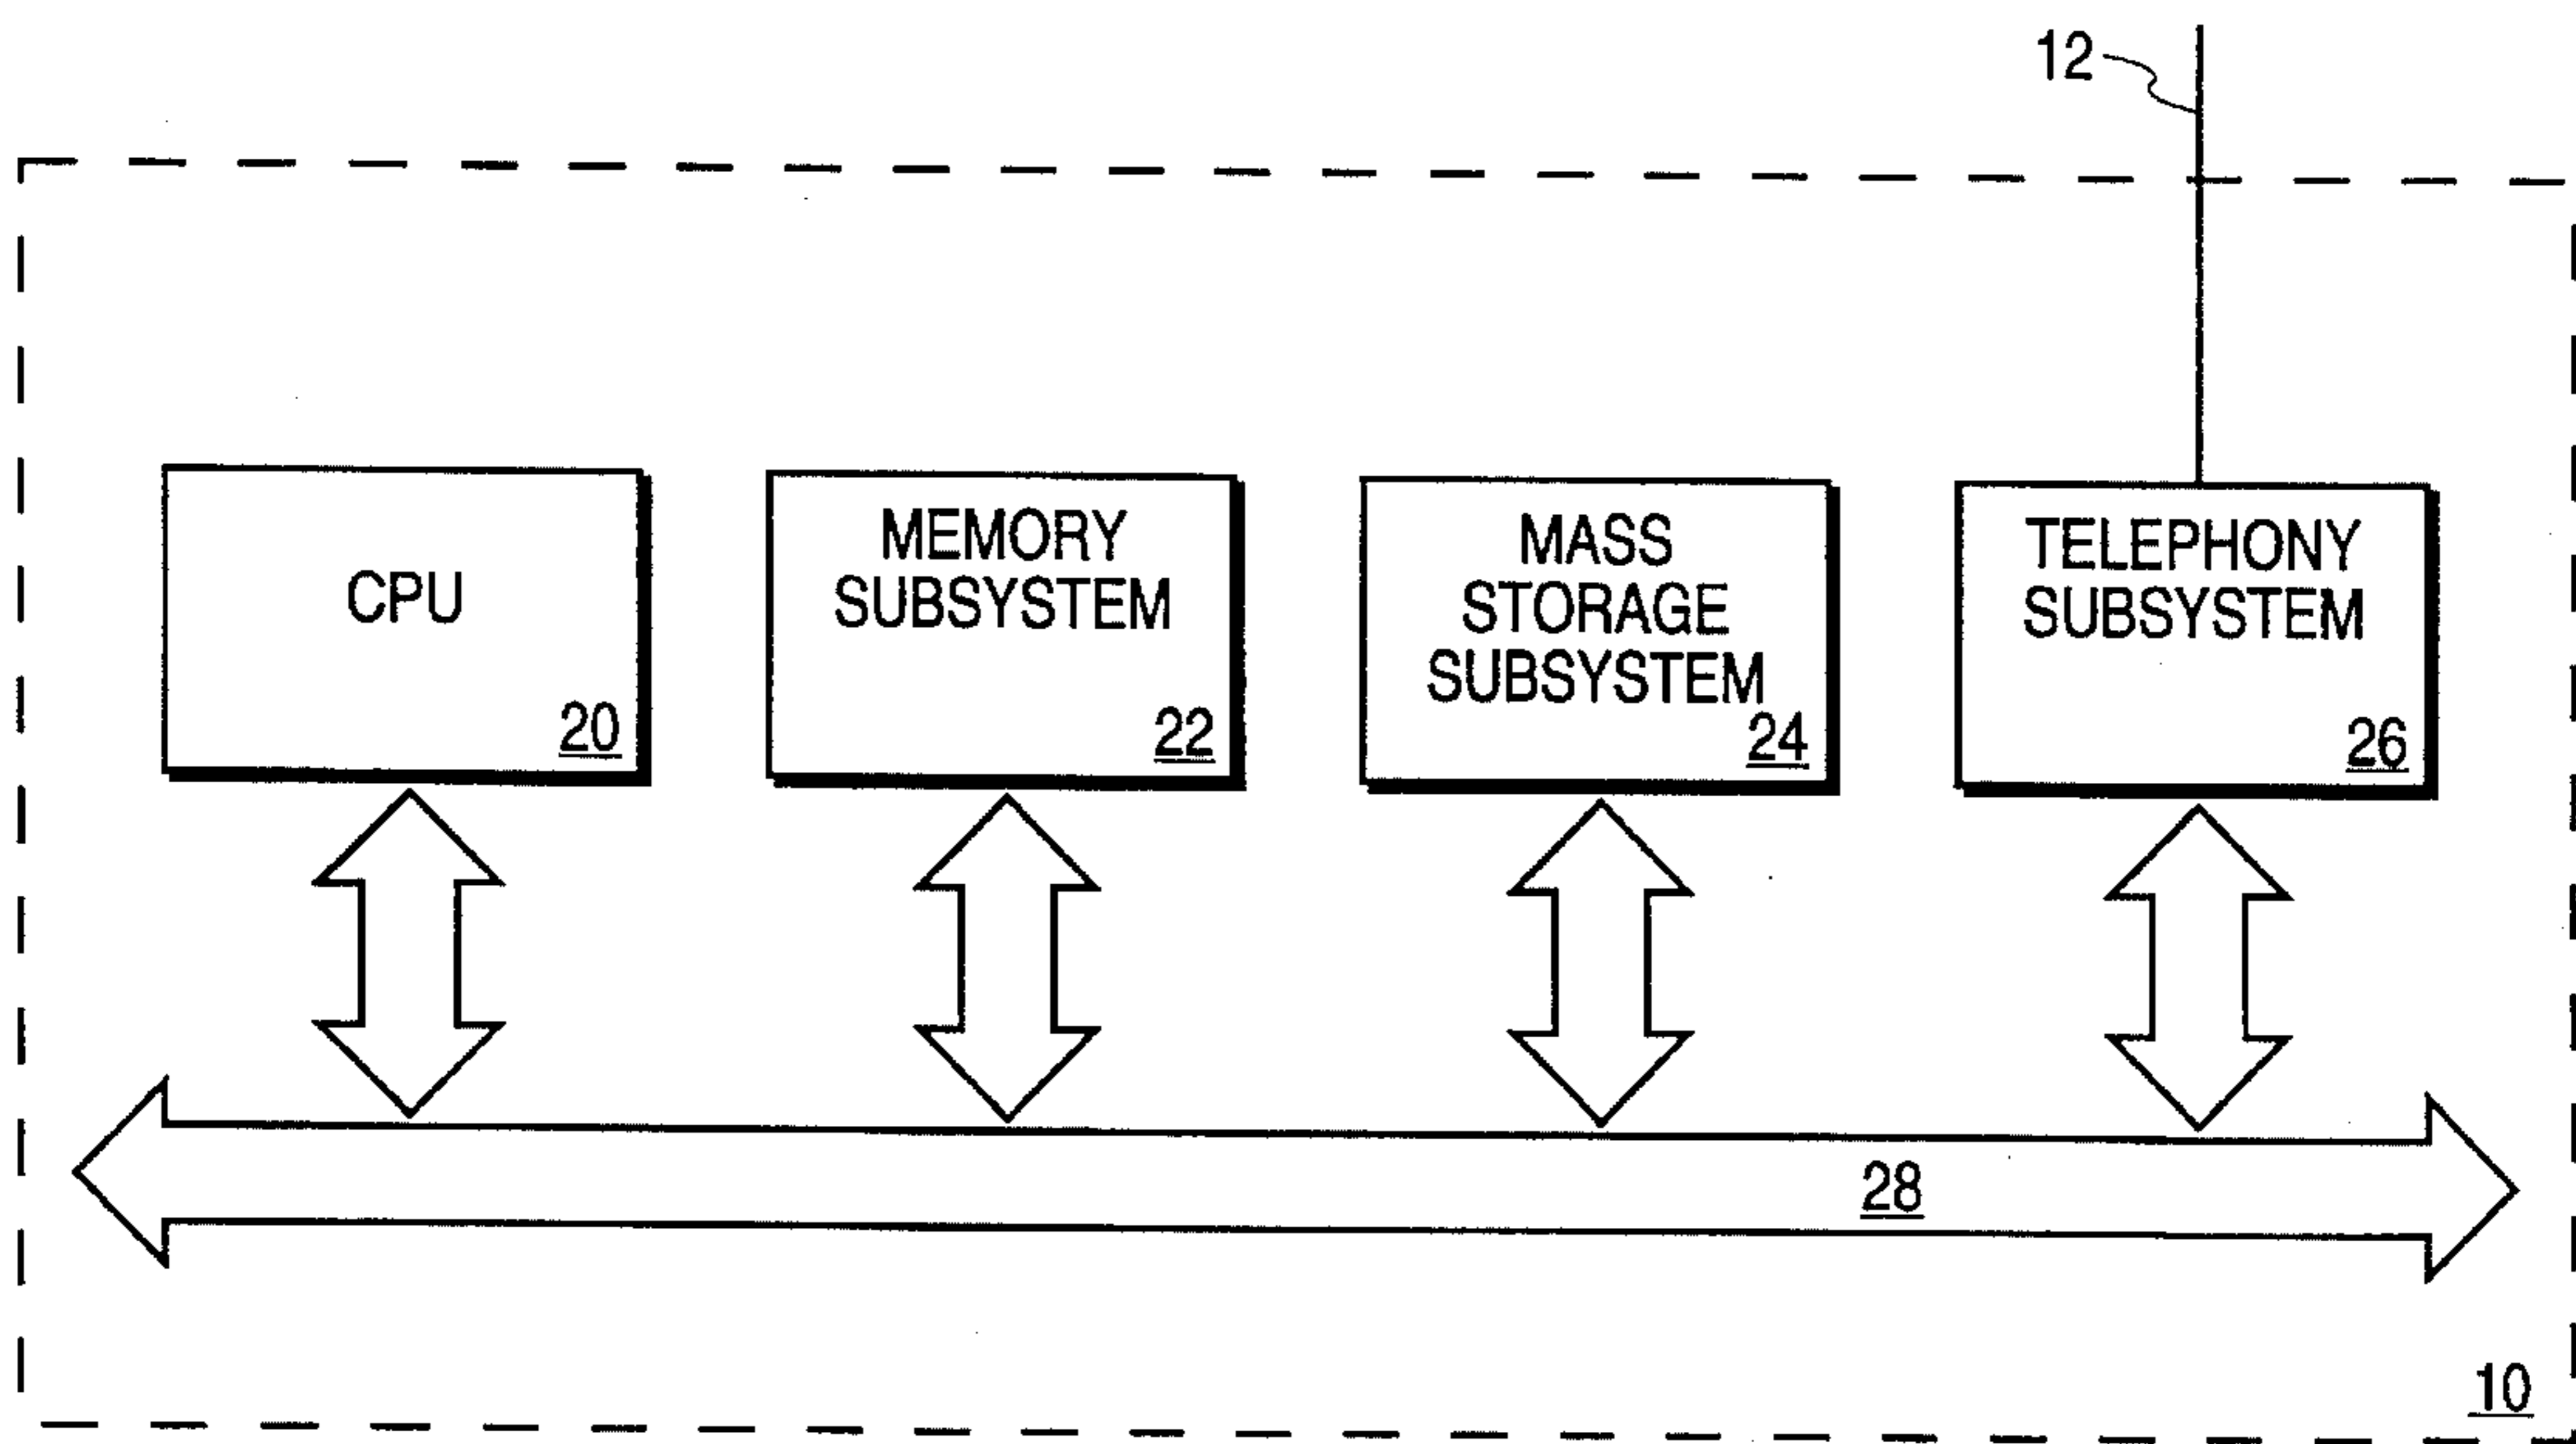 12
CPU
20
MEMORY
SUBSYSTEM
22
MASS
STORAGE
SUBSYSTEM
24
TELEPHONY
SUBSYSTEM
26
28
10